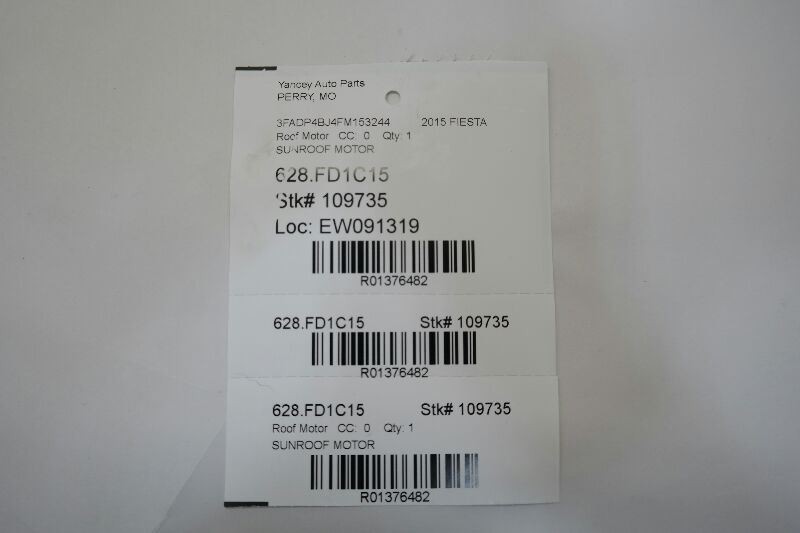 Yancey Auto Parts
PERRY, MO
3FADP4BJ4FM153244 2015 FIESTA
Roof Motor CC: 0 Qty: 1
SUNROOF MOTOR
628.FD1C15
Stk# 109735
Loc: EW091319
R01376482
628.FD1C15 Stk# 109735
R01376482
628.FD1C15 Stk# 109735
Roof Motor CC: 0 Qty: 1
SUNROOF MOTOR
R01376482